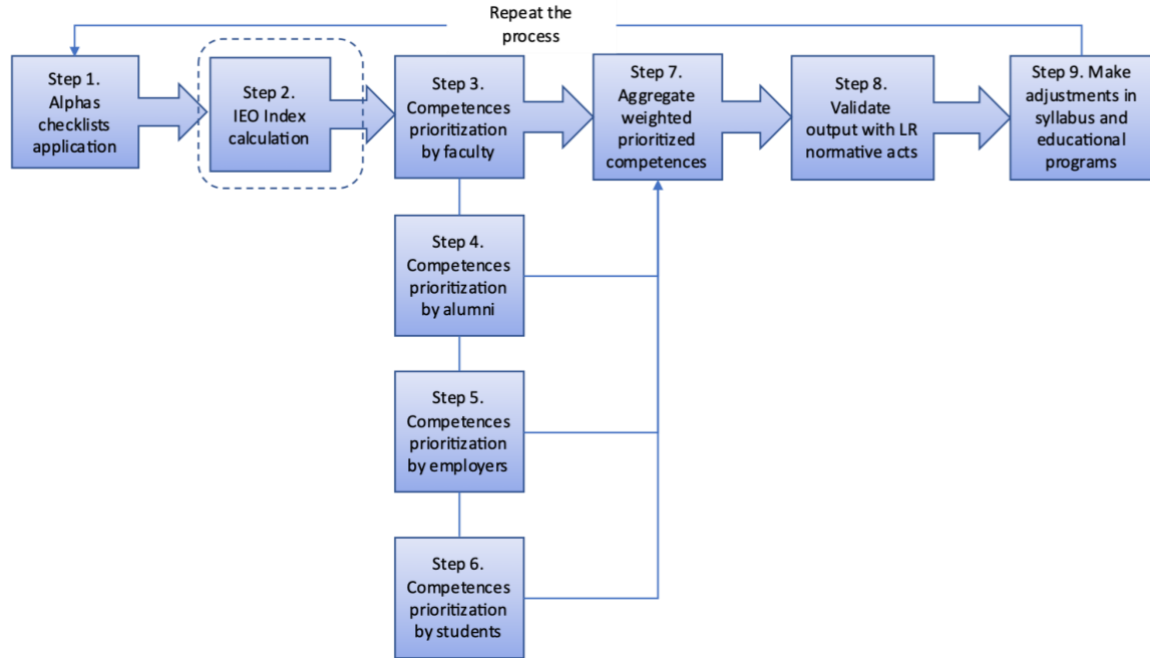 Repeat the
process
Step 1.
Alphas
checklists
application
Step 2.
IEO Index
calculation
Step 3.
Competences
prioritization
by faculty
Step 7.
Aggregate
weighted
prioritized
competences
Step 8.
Validate
output with LR
normative acts
Step 9. Make
adjustments in
syllabus and
educational
programs
Step 4.
Competences
prioritization
by alumni
Step 5.
Competences
prioritization
by employers
Step 6.
Competences
prioritization
by students